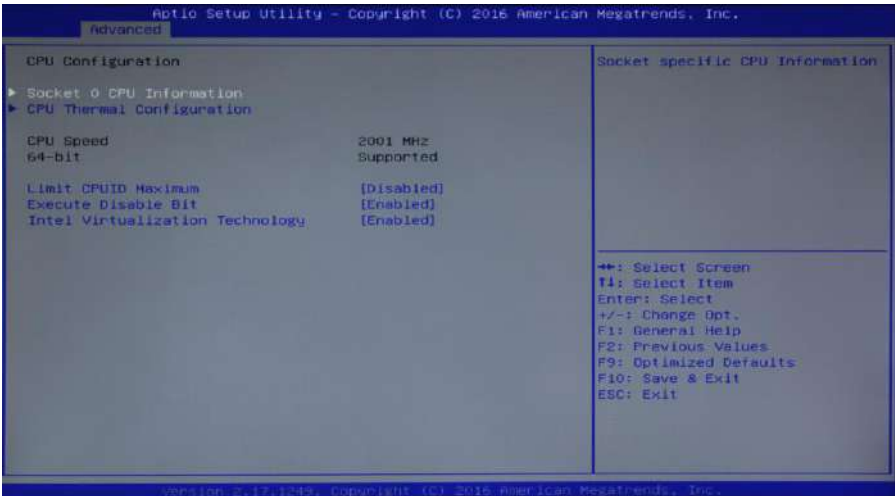 Aptio Setup Utility - Copyright (C) 2016 American Megatrends, Inc.
Advanced
CPU Configuration
Socket 0 CPU Information
CPU Thermal Configuration
CPU Speed 2001 MHz
64-bit Supported
Limit CPUID Maximum [Disabled]
Execute Disable Bit [Enabled]
Intel Virtualization Technology [Enabled]
Socket specific CPU Information
→←: Select Screen
↑↓: Select Item
Enter: Select
+/-: Change Opt.
F1: General Help
F2: Previous Values
F9: Optimized Defaults
F10: Save & Exit
ESC: Exit
Version 2.17.1249. Copyright (C) 2016 American Megatrends, Inc.